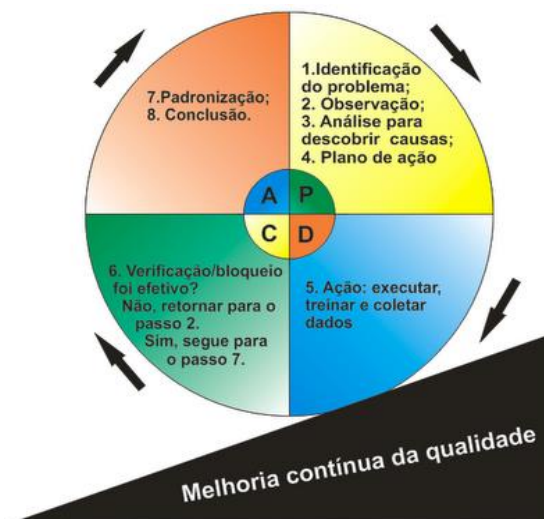 7.Padronização;
8. Conclusão.
1.Identificação
do problema;
2. Observação;
3. Análise para
descobrir causas;
4. Plano de ação
A
P
C
D
6. Verificação/bloqueio
foi efetivo?
Não, retornar para o
passo 2.
Sim, segue para
o passo 7.
5. Ação: executar,
treinar e coletar
dados
Melhoria contínua da qualidade